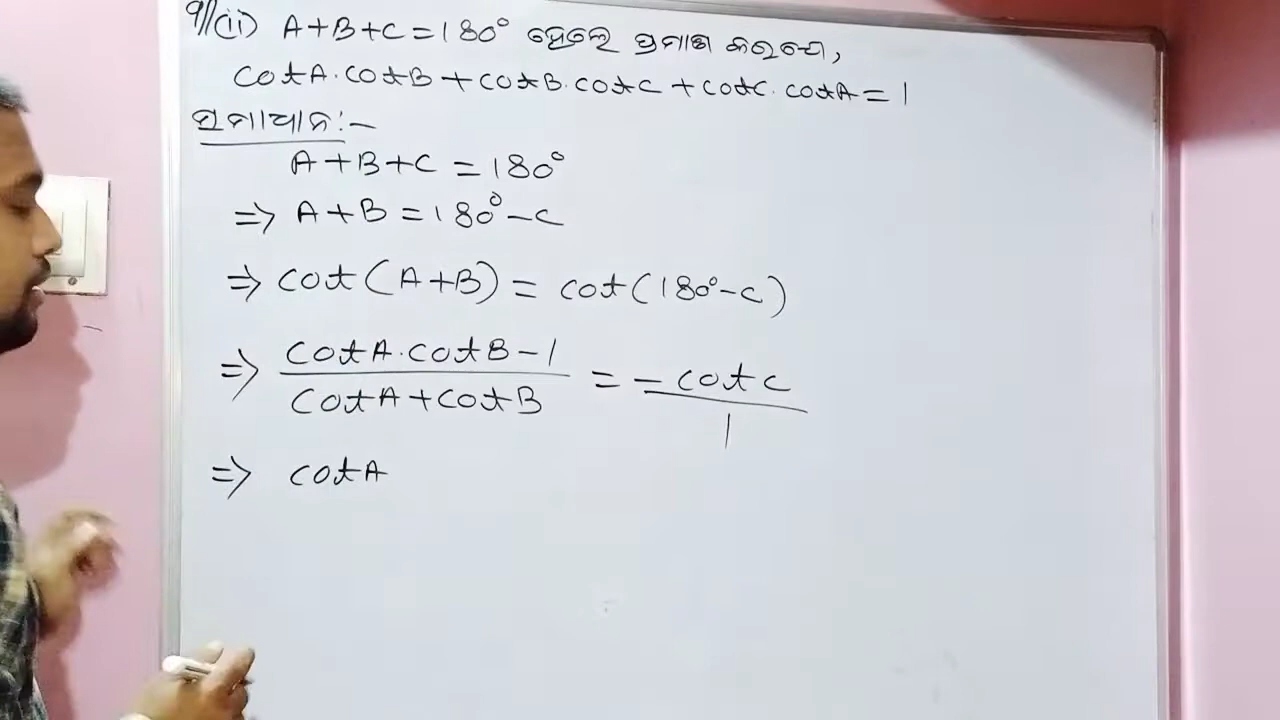 9/(ii) A+B+C=180° ହେଲେ ପ୍ରମାଣ କରଯେ,
cotA.cotB+cotB.cotC+cotC.cotA=1
ପ୍ରମାଣ:-
A+B+C=180°
=> A+B=180°-C
=> cot(A+B)=cot(180°-C)
=> cotA.cotB-1 / cotA+cotB = -cotC / 1
=> cotA